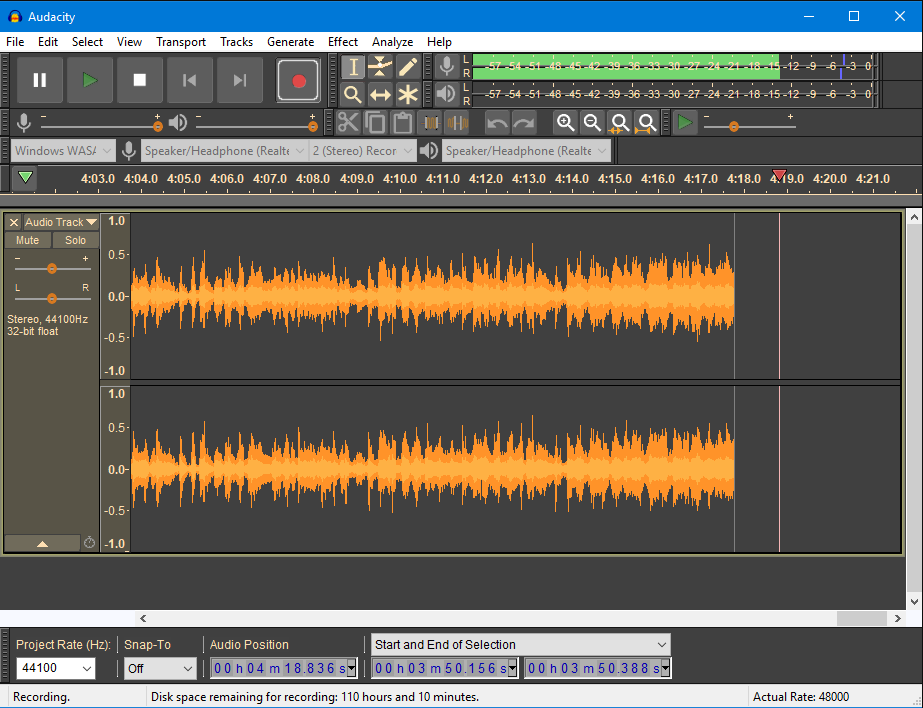 Audacity
File Edit Select View Transport Tracks Generate Effect Analyze Help
L
R
-57 -54 -51 -48 -45 -42 -39 -36 -33 -30 -27 -24 -21 -18 -15 -12 -9 -6 -3 0
L
R
-57 -54 -51 -48 -45 -42 -39 -36 -33 -30 -27 -24 -21 -18 -15 -12 -9 -6 -3 0
- + - +
- +
Windows WASA Speaker/Headphone (Realte 2 (Stereo) Recor Speaker/Headphone (Realte
4:03.0 4:04.0 4:05.0 4:06.0 4:07.0 4:08.0 4:09.0 4:10.0 4:11.0 4:12.0 4:13.0 4:14.0 4:15.0 4:16.0 4:17.0 4:18.0 4:19.0 4:20.0 4:21.0
Audio Track
Mute Solo
- +
L R
Stereo, 44100Hz
32-bit float
1.0
0.5
0.0
-0.5
-1.0
1.0
0.5
0.0
-0.5
-1.0
Project Rate (Hz): Snap-To Audio Position Start and End of Selection
44100 Off 00 h 04 m 18.836 s 00 h 03 m 50.156 s 00 h 03 m 50.388 s
Recording. Disk space remaining for recording: 110 hours and 10 minutes. Actual Rate: 48000